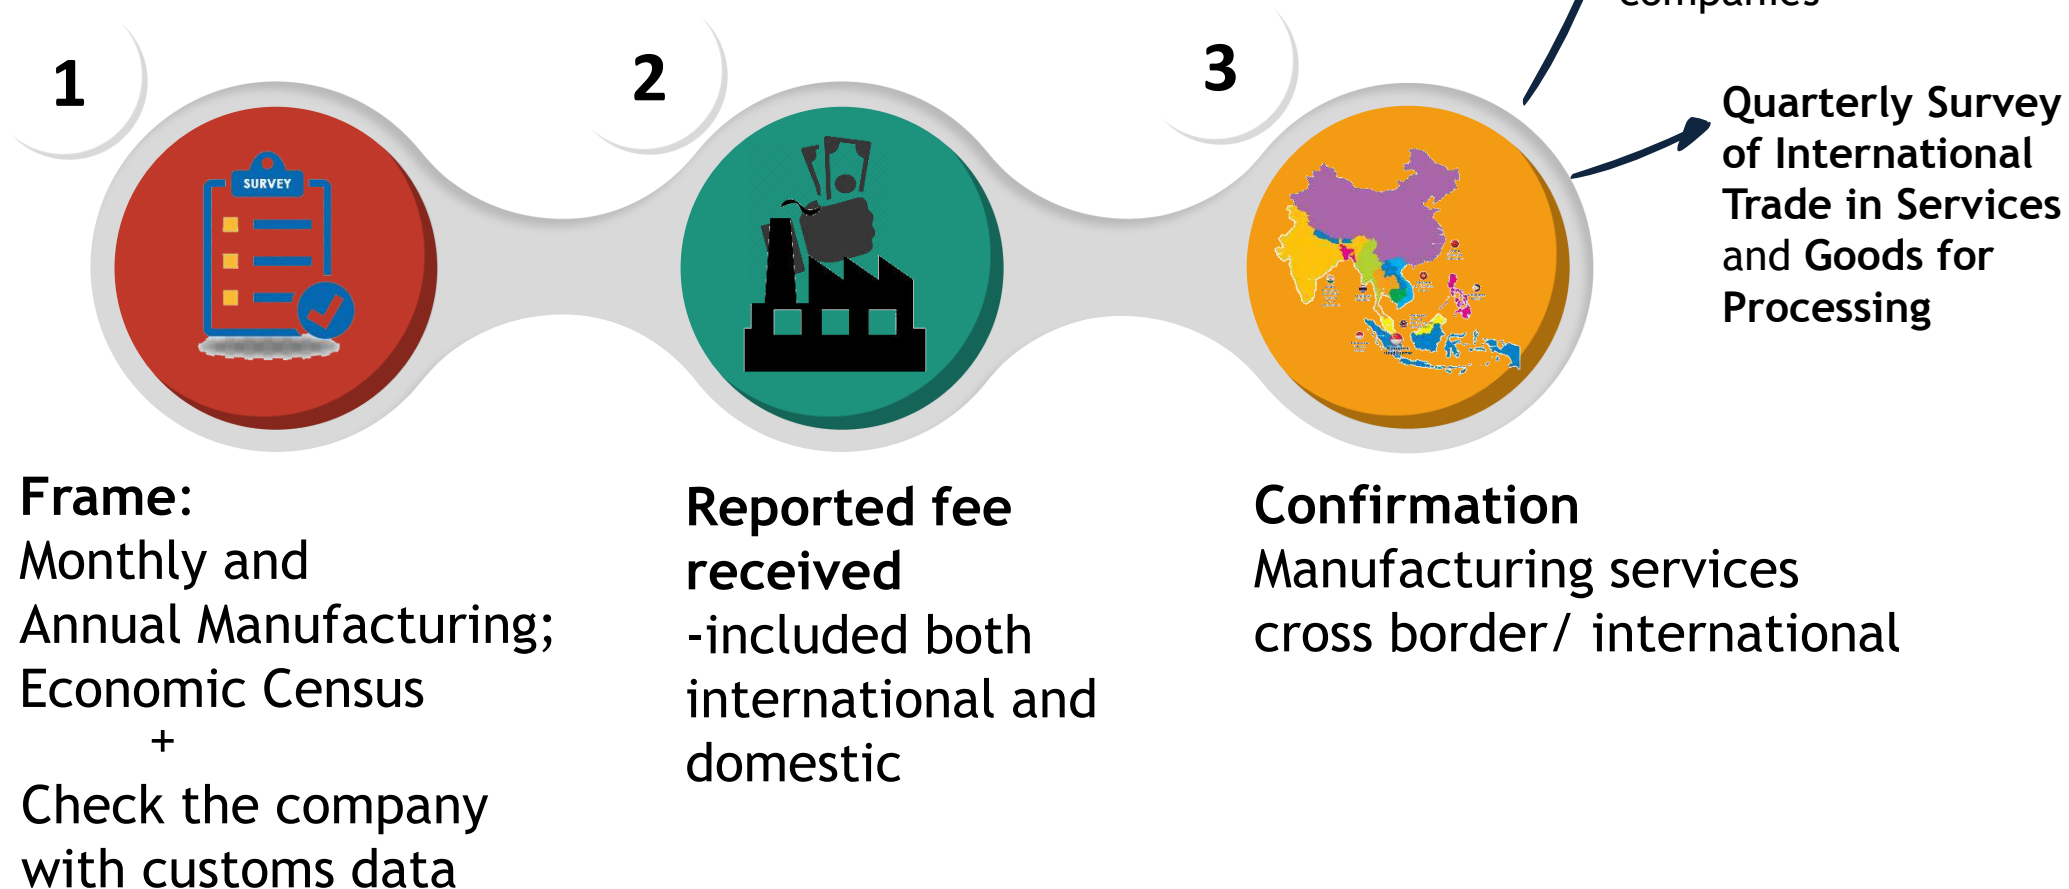 companies
1
2
3
SURVEY
Quarterly Survey
of International
Trade in Services
and Goods for
Processing
Frame:
Monthly and
Annual Manufacturing;
Economic Census
+
Check the company
with customs data
Reported fee
received
-included both
international and
domestic
Confirmation
Manufacturing services
cross border/ international